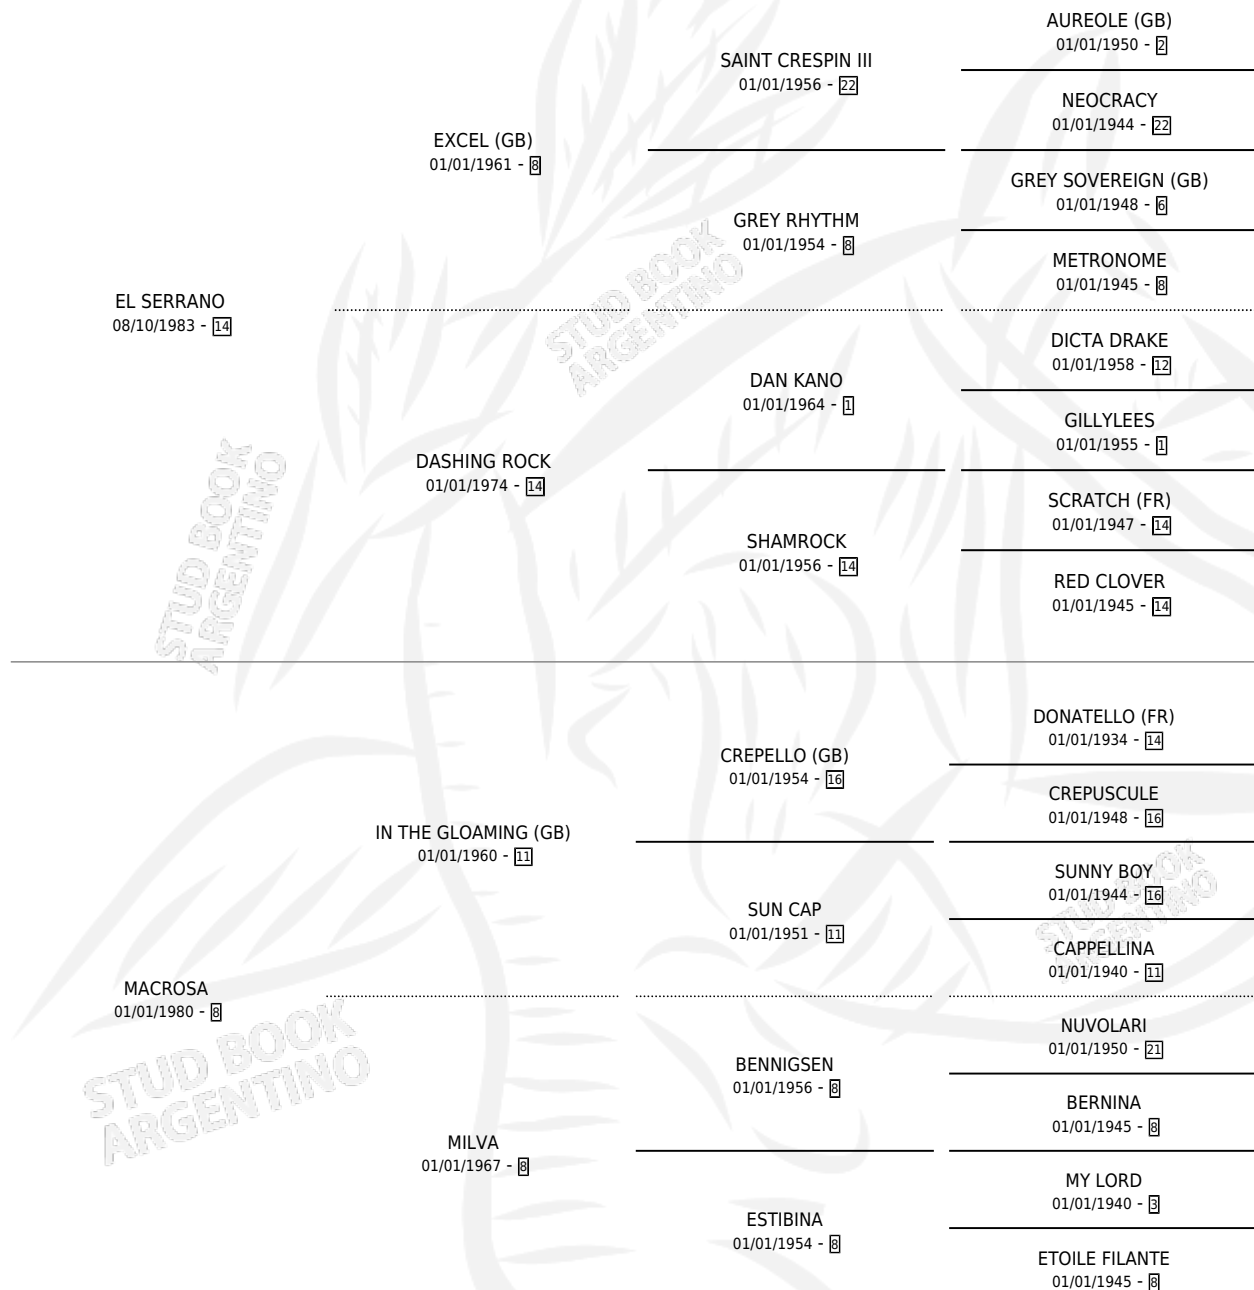 AUREOLE (GB)
01/01/1950 - 2
SAINT CRESPIN III
01/01/1956 - 22
NEOCRACY
01/01/1944 - 22
EXCEL (GB)
01/01/1961 - 8
GREY SOVEREIGN (GB)
01/01/1948 - 6
GREY RHYTHM
01/01/1954 - 8
METRONOME
01/01/1945 - 8
EL SERRANO
08/10/1983 - 14
DICTA DRAKE
01/01/1958 - 12
DAN KANO
01/01/1964 - 1
GILLYLEES
01/01/1955 - 1
DASHING ROCK
01/01/1974 - 14
SCRATCH (FR)
01/01/1947 - 14
SHAMROCK
01/01/1956 - 14
RED CLOVER
01/01/1945 - 14
STUD BOOK
ARGENTINO
STUD BOOK
ARGENTINO
DONATELLO (FR)
01/01/1934 - 14
CREPELLO (GB)
01/01/1954 - 16
CREPUSCULE
01/01/1948 - 16
IN THE GLOAMING (GB)
01/01/1960 - 11
SUNNY BOY
01/01/1944 - 16
SUN CAP
01/01/1951 - 11
CAPPELLINA
01/01/1940 - 11
STUD BOOK
ARGENTINO
MACROSA
01/01/1980 - 8
NUVOLARI
01/01/1950 - 21
BENNIGSEN
01/01/1956 - 8
BERNINA
01/01/1945 - 8
STUD BOOK
ARGENTINO
MILVA
01/01/1967 - 8
MY LORD
01/01/1940 - 3
ESTIBINA
01/01/1954 - 8
ETOILE FILANTE
01/01/1945 - 8